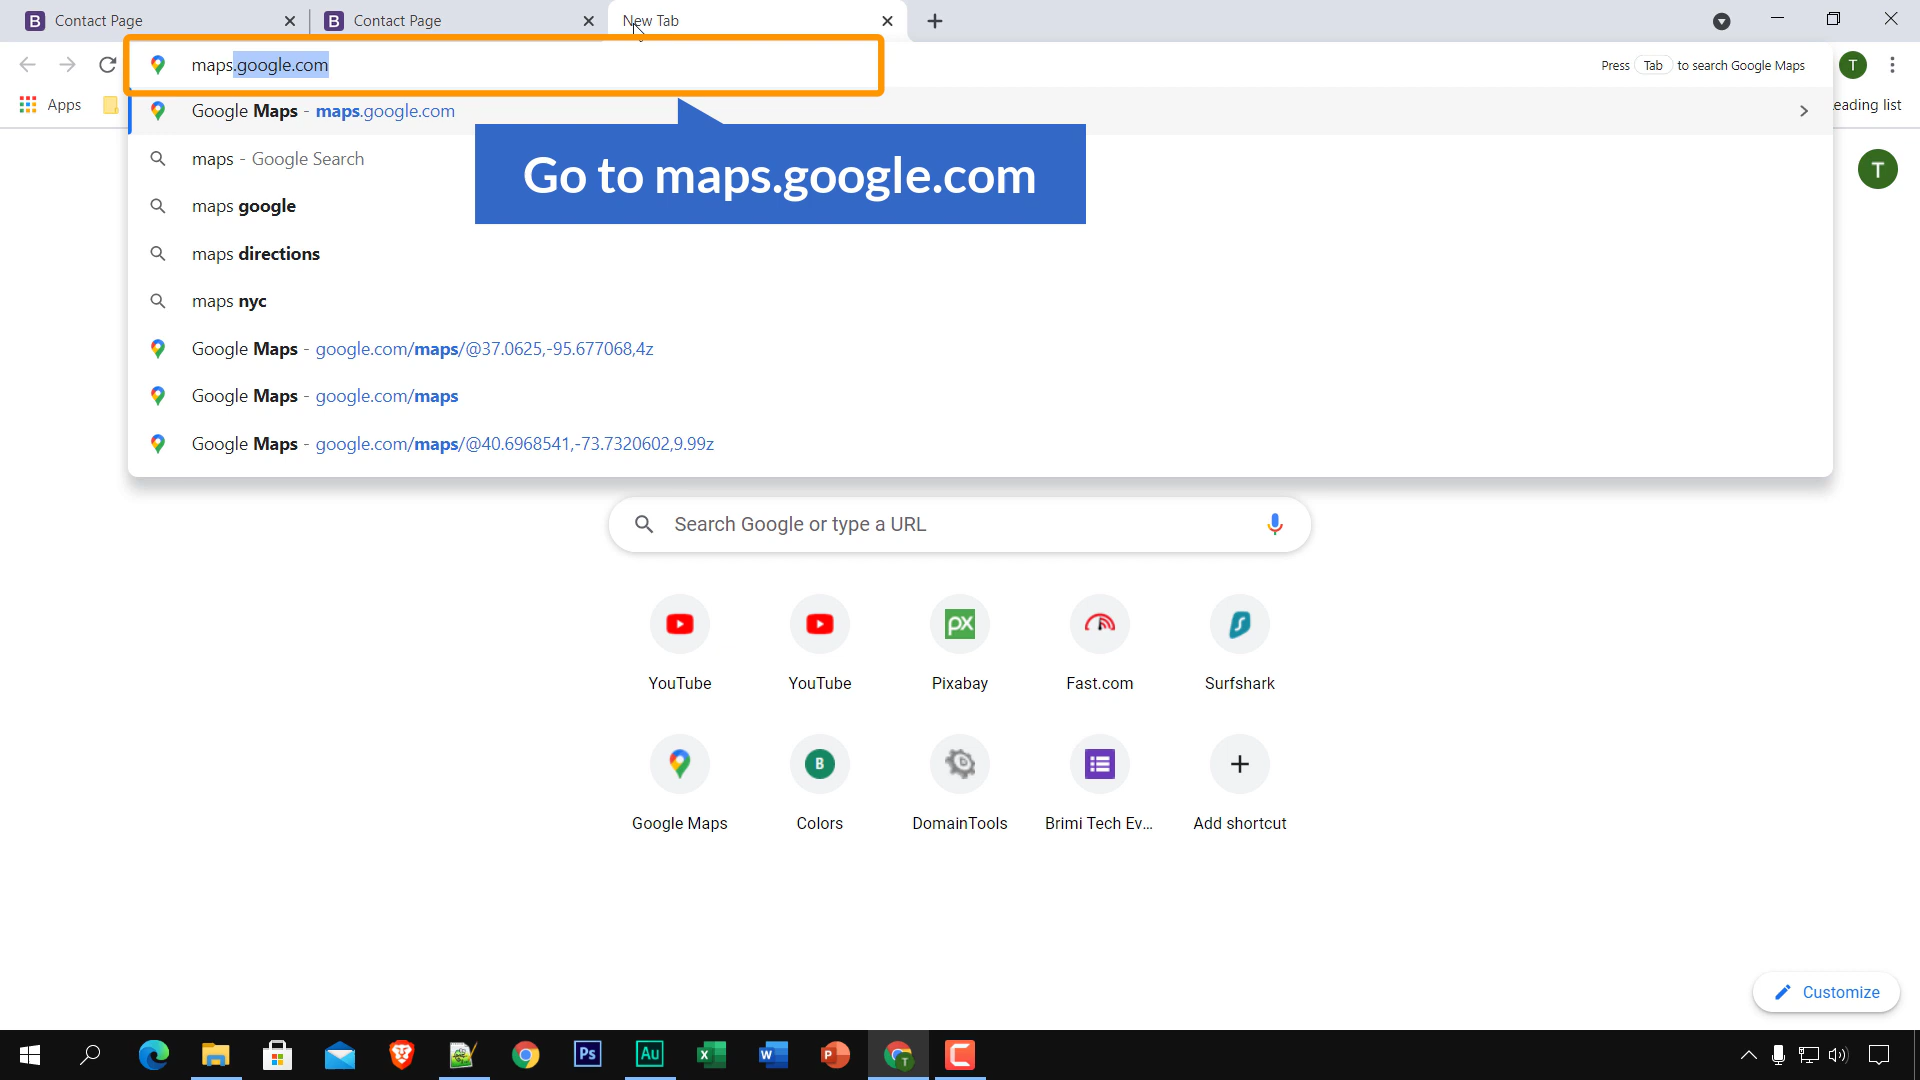 Contact Page
Contact Page
New Tab
maps.google.com
Press Tab to search Google Maps
T
Apps
eading list
Google Maps - maps.google.com
Go to maps.google.com
maps - Google Search
T
maps google
maps directions
maps nyc
Google Maps - google.com/maps/@37.0625,-95.677068,4z
Google Maps - google.com/maps
Google Maps - google.com/maps/@40.6968541,-73.7320602,9.99z
Search Google or type a URL
YouTube
YouTube
Pixabay
Fast.com
Surfshark
Google Maps
Colors
DomainTools
Brimi Tech Ev...
Add shortcut
Customize